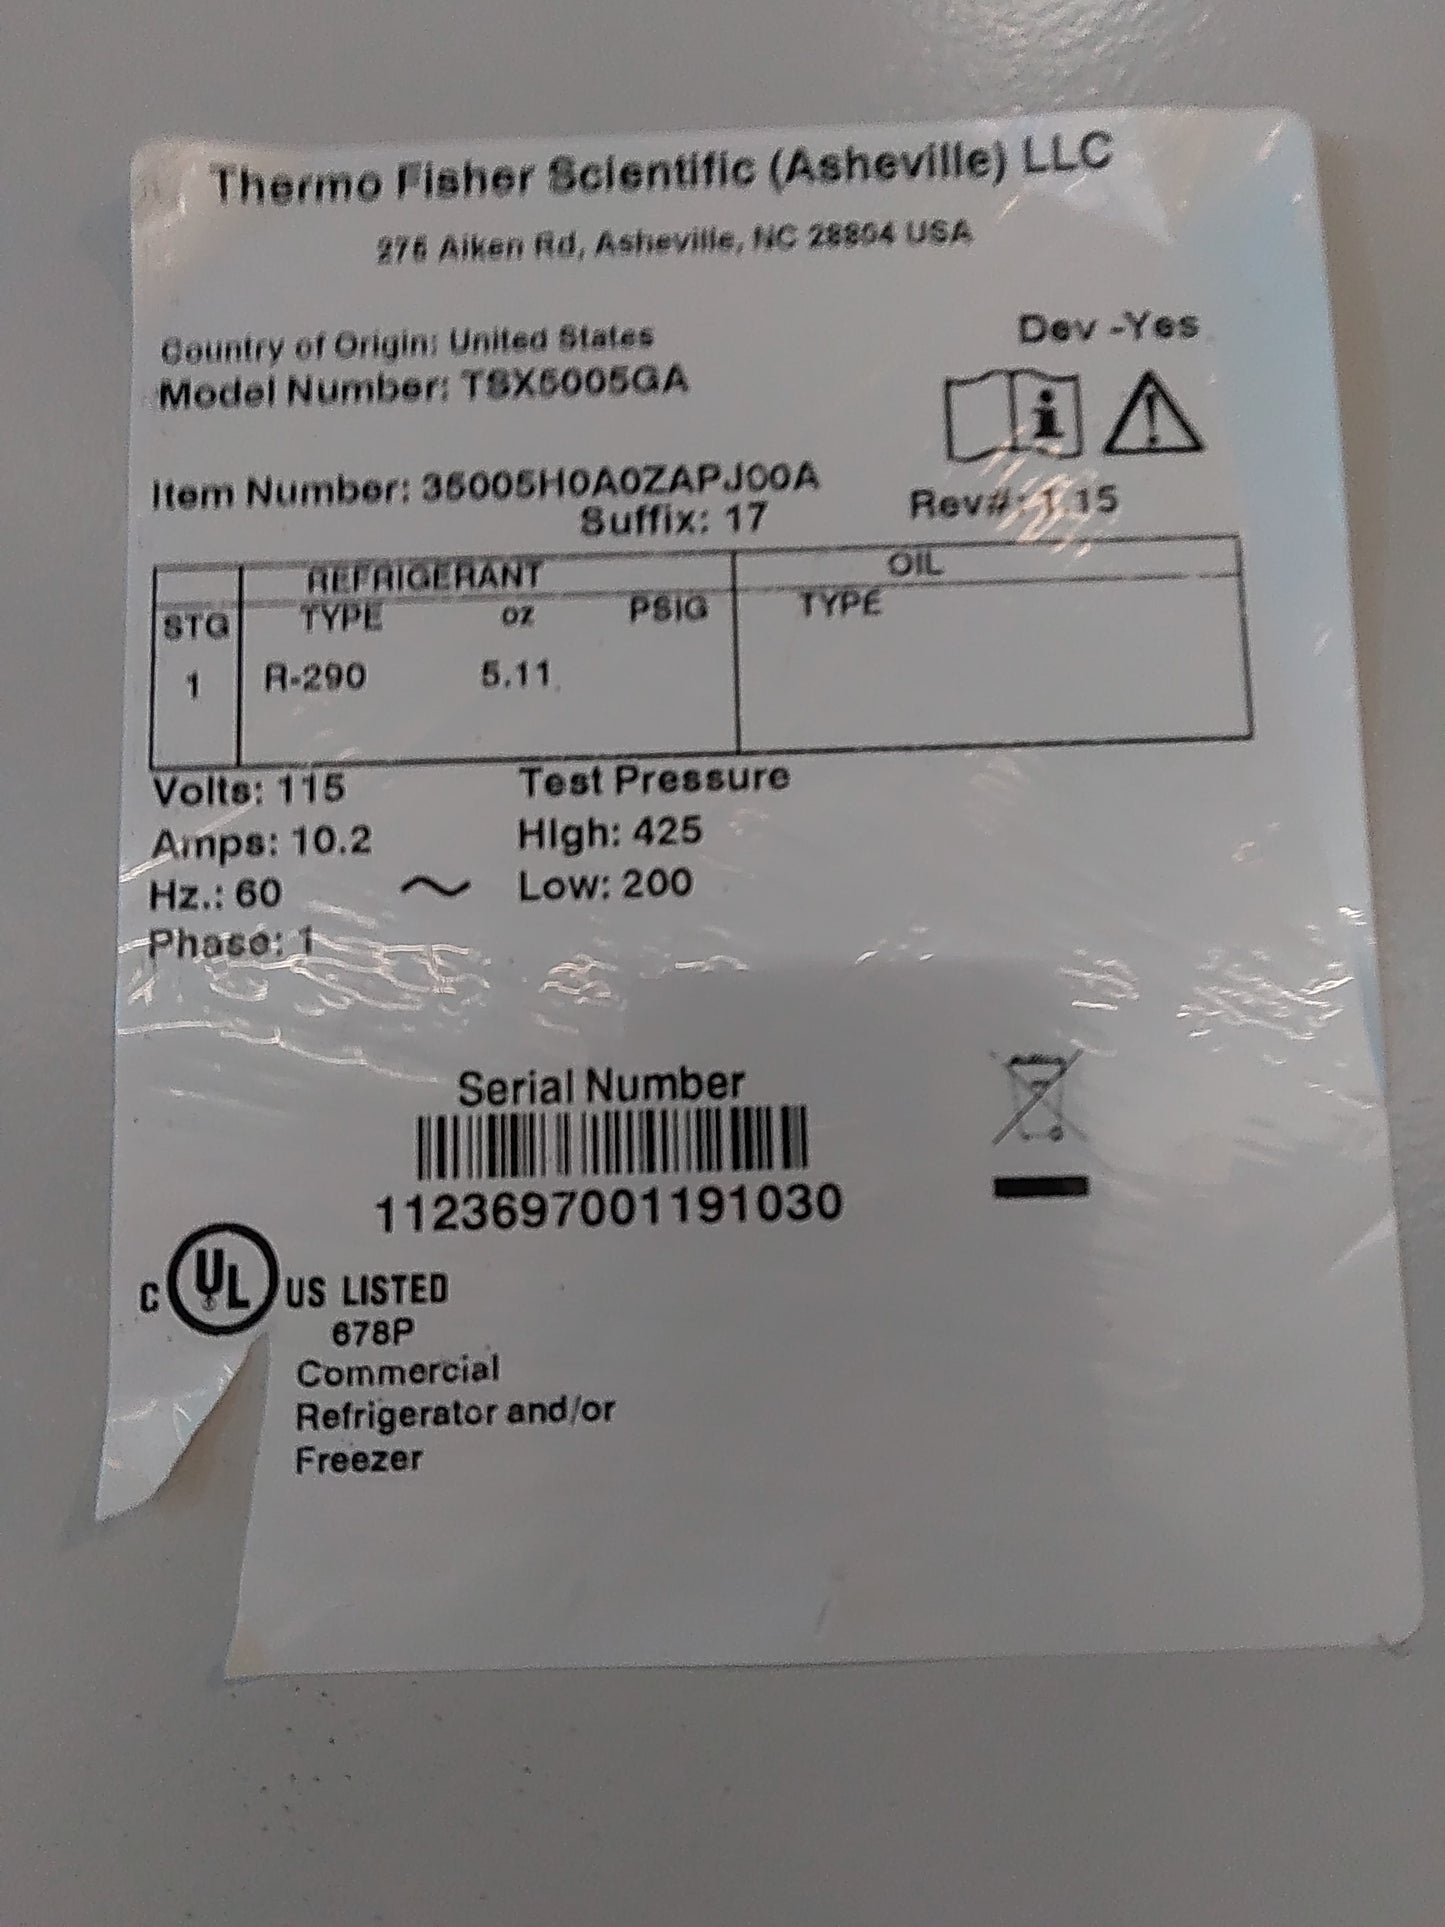 Thermo Fisher Scientific (Asheville) LLC
275 Aiken Rd, Asheville, NC 28804 USA
Dev -Yes
Country of Origin: United States
Model Number: TSX5005GA
Item Number: 35005H0A0ZAPJ00A
Suffix: 17
Rev#: 1.15
REFRIGERANT OIL
STG TYPE oz PSIG TYPE
1 R-290 5.11
Volts: 115 Test Pressure
Amps: 10.2 High: 425
Hz.: 60 ~ Low: 200
Phase: 1
Serial Number
1123697001191030
C UL US LISTED
678P
Commercial
Refrigerator and/or
Freezer